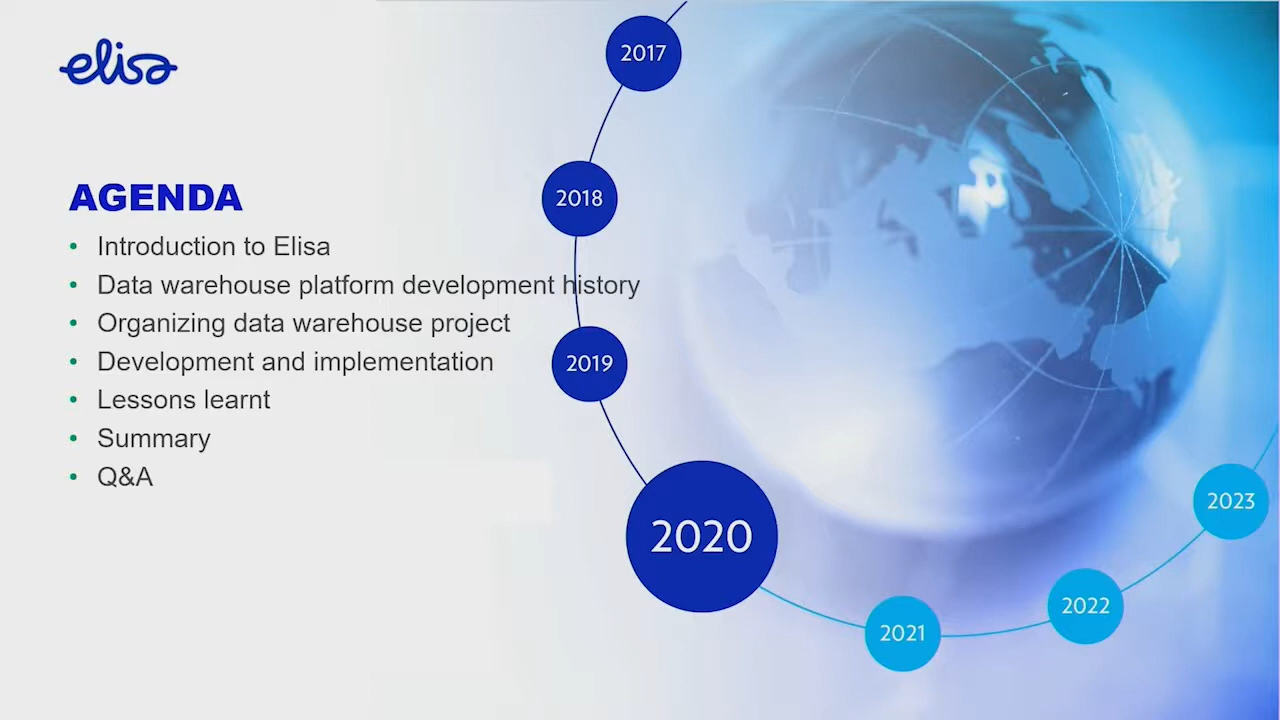 elisa
AGENDA
• Introduction to Elisa
• Data warehouse platform development history
• Organizing data warehouse project
• Development and implementation
• Lessons learnt
• Summary
• Q&A
2017
2018
2019
2020
2021
2022
2023